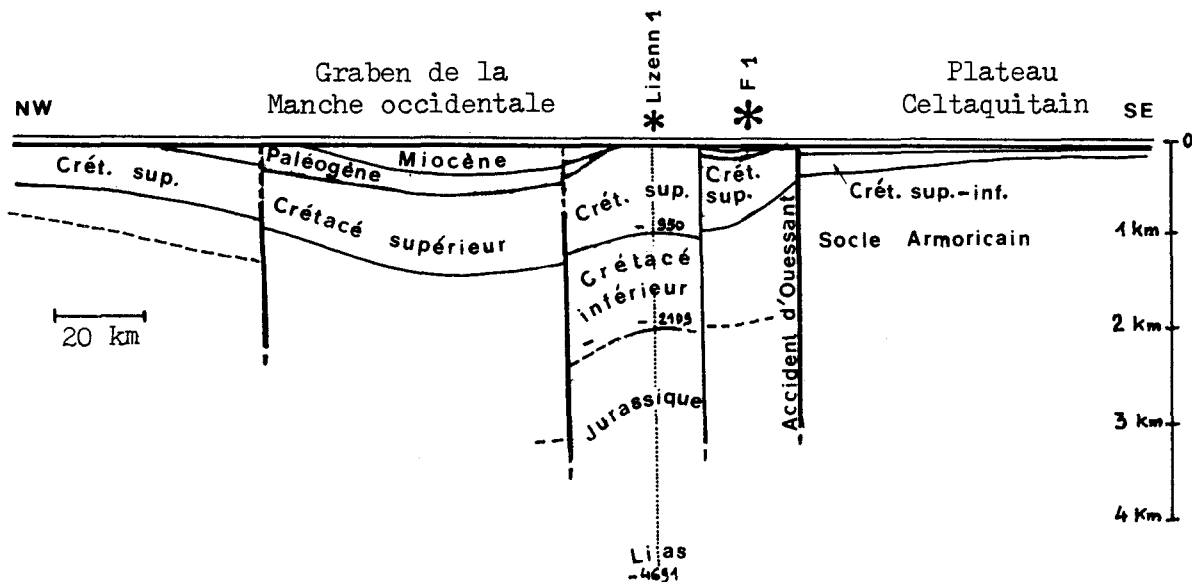 Graben de la
Manche occidentale
Lizenn 1
F 1
Plateau
Celtaquitain
NW
SE
0
Crét. sup.
Paléogène
Miocène
Crét. sup.
Crét.
sup.
Crét. sup.-inf.
Crétacé supérieur
- 950
1 km
Socle Armoricain
Crétacé
inférieur
Accident d'Ouessant
20 km
- 2109
2 km
Jurassique
3 km
4 km
Lias
-4691